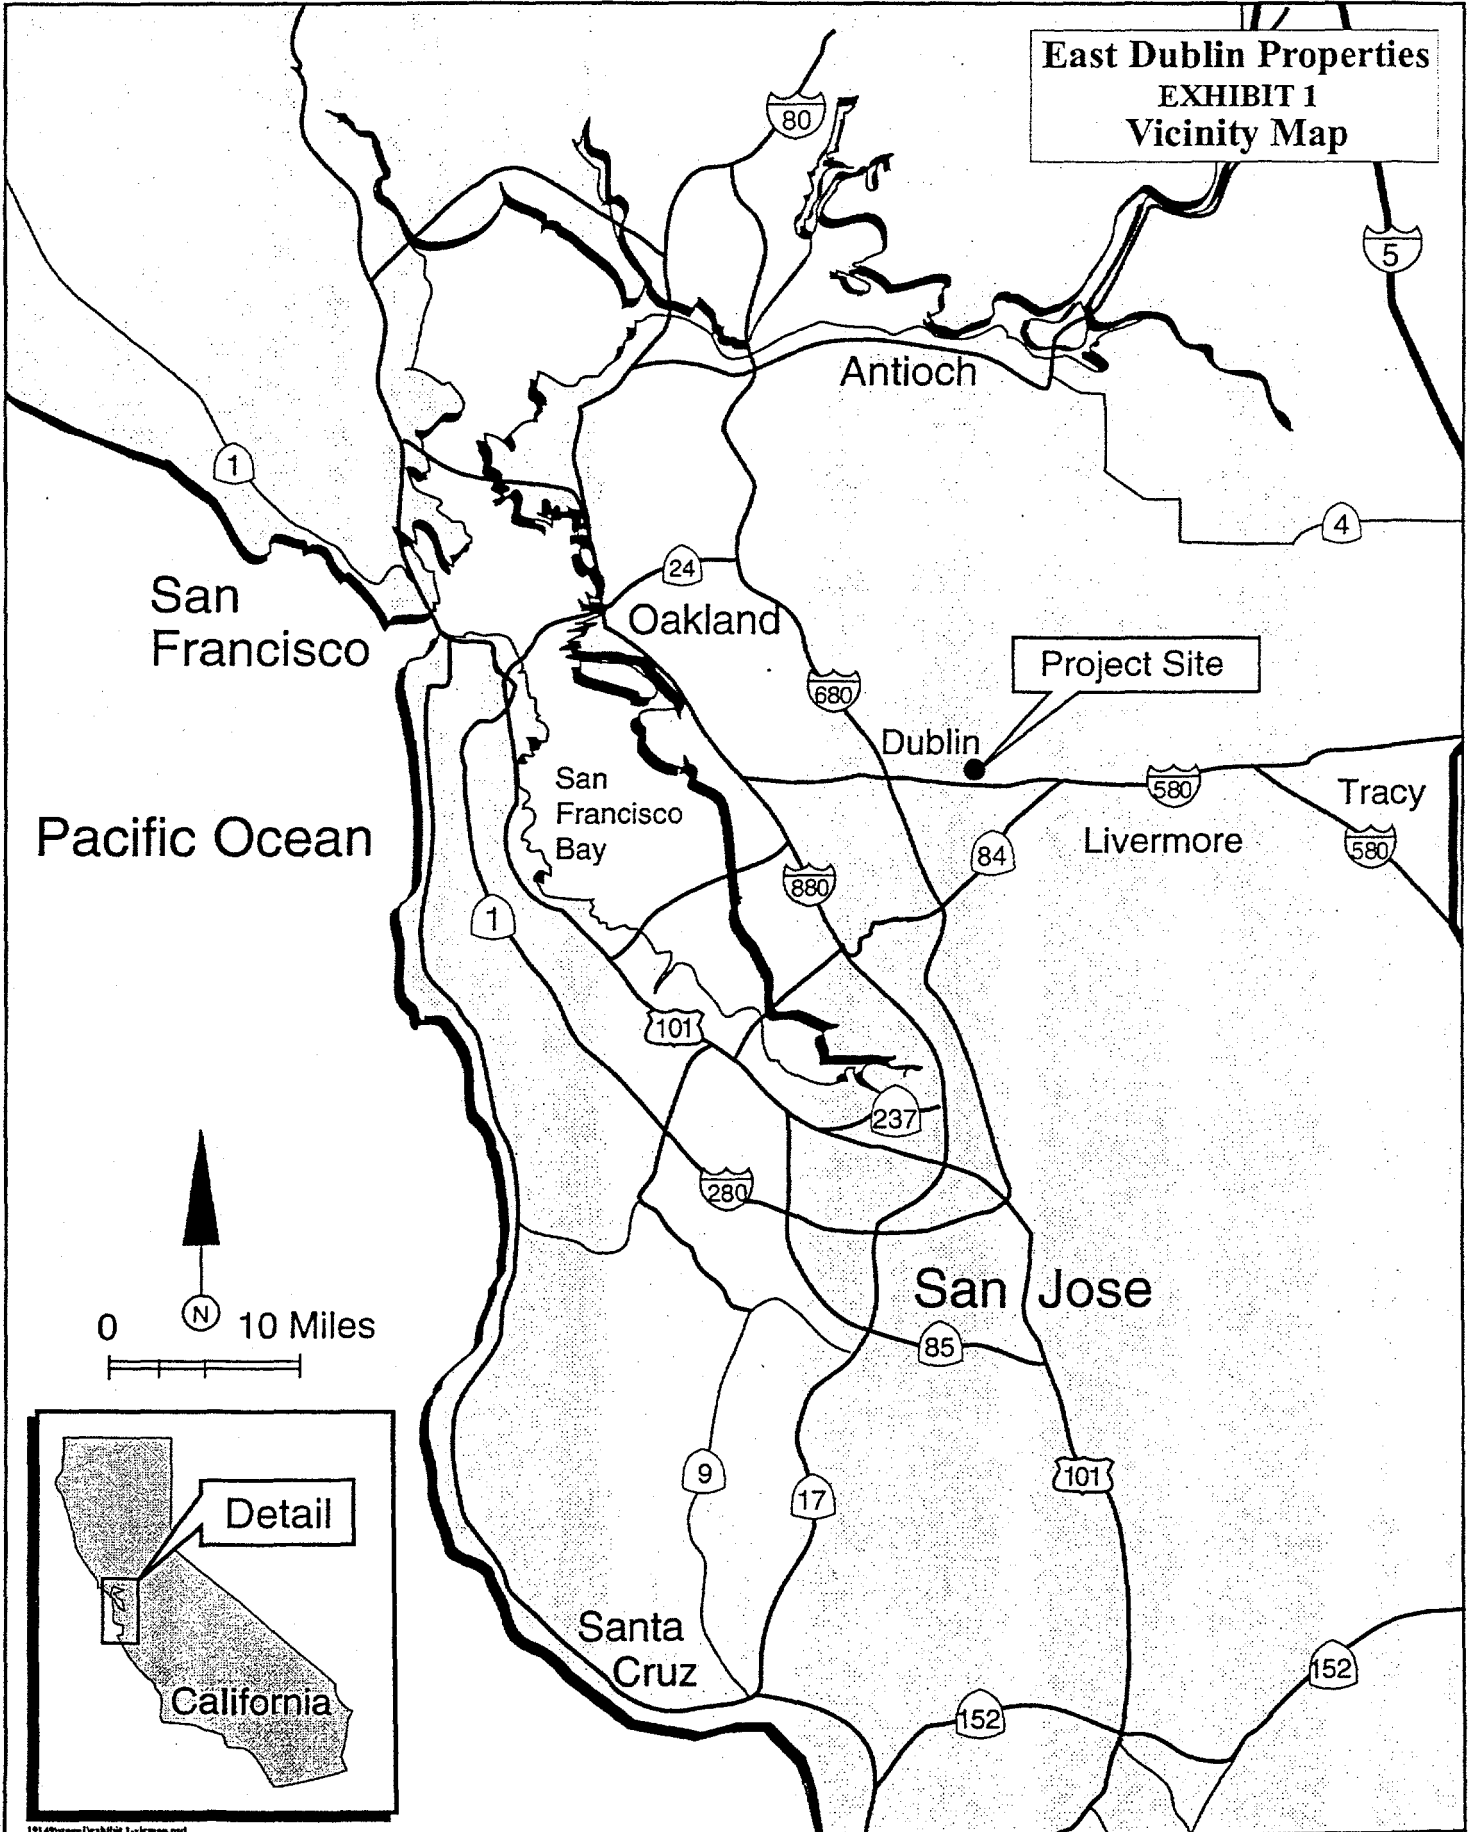 East Dublin Properties
EXHIBIT 1
Vicinity Map
80
5
Antioch
1
4
24
San
Francisco
Oakland
Project Site
680
Dublin
580
Tracy
San
Francisco
Bay
Pacific Ocean
84
Livermore
580
880
1
101
237
280
San Jose
N
0 10 Miles
85
9
17
101
Detail
Santa
Cruz
152
152
California